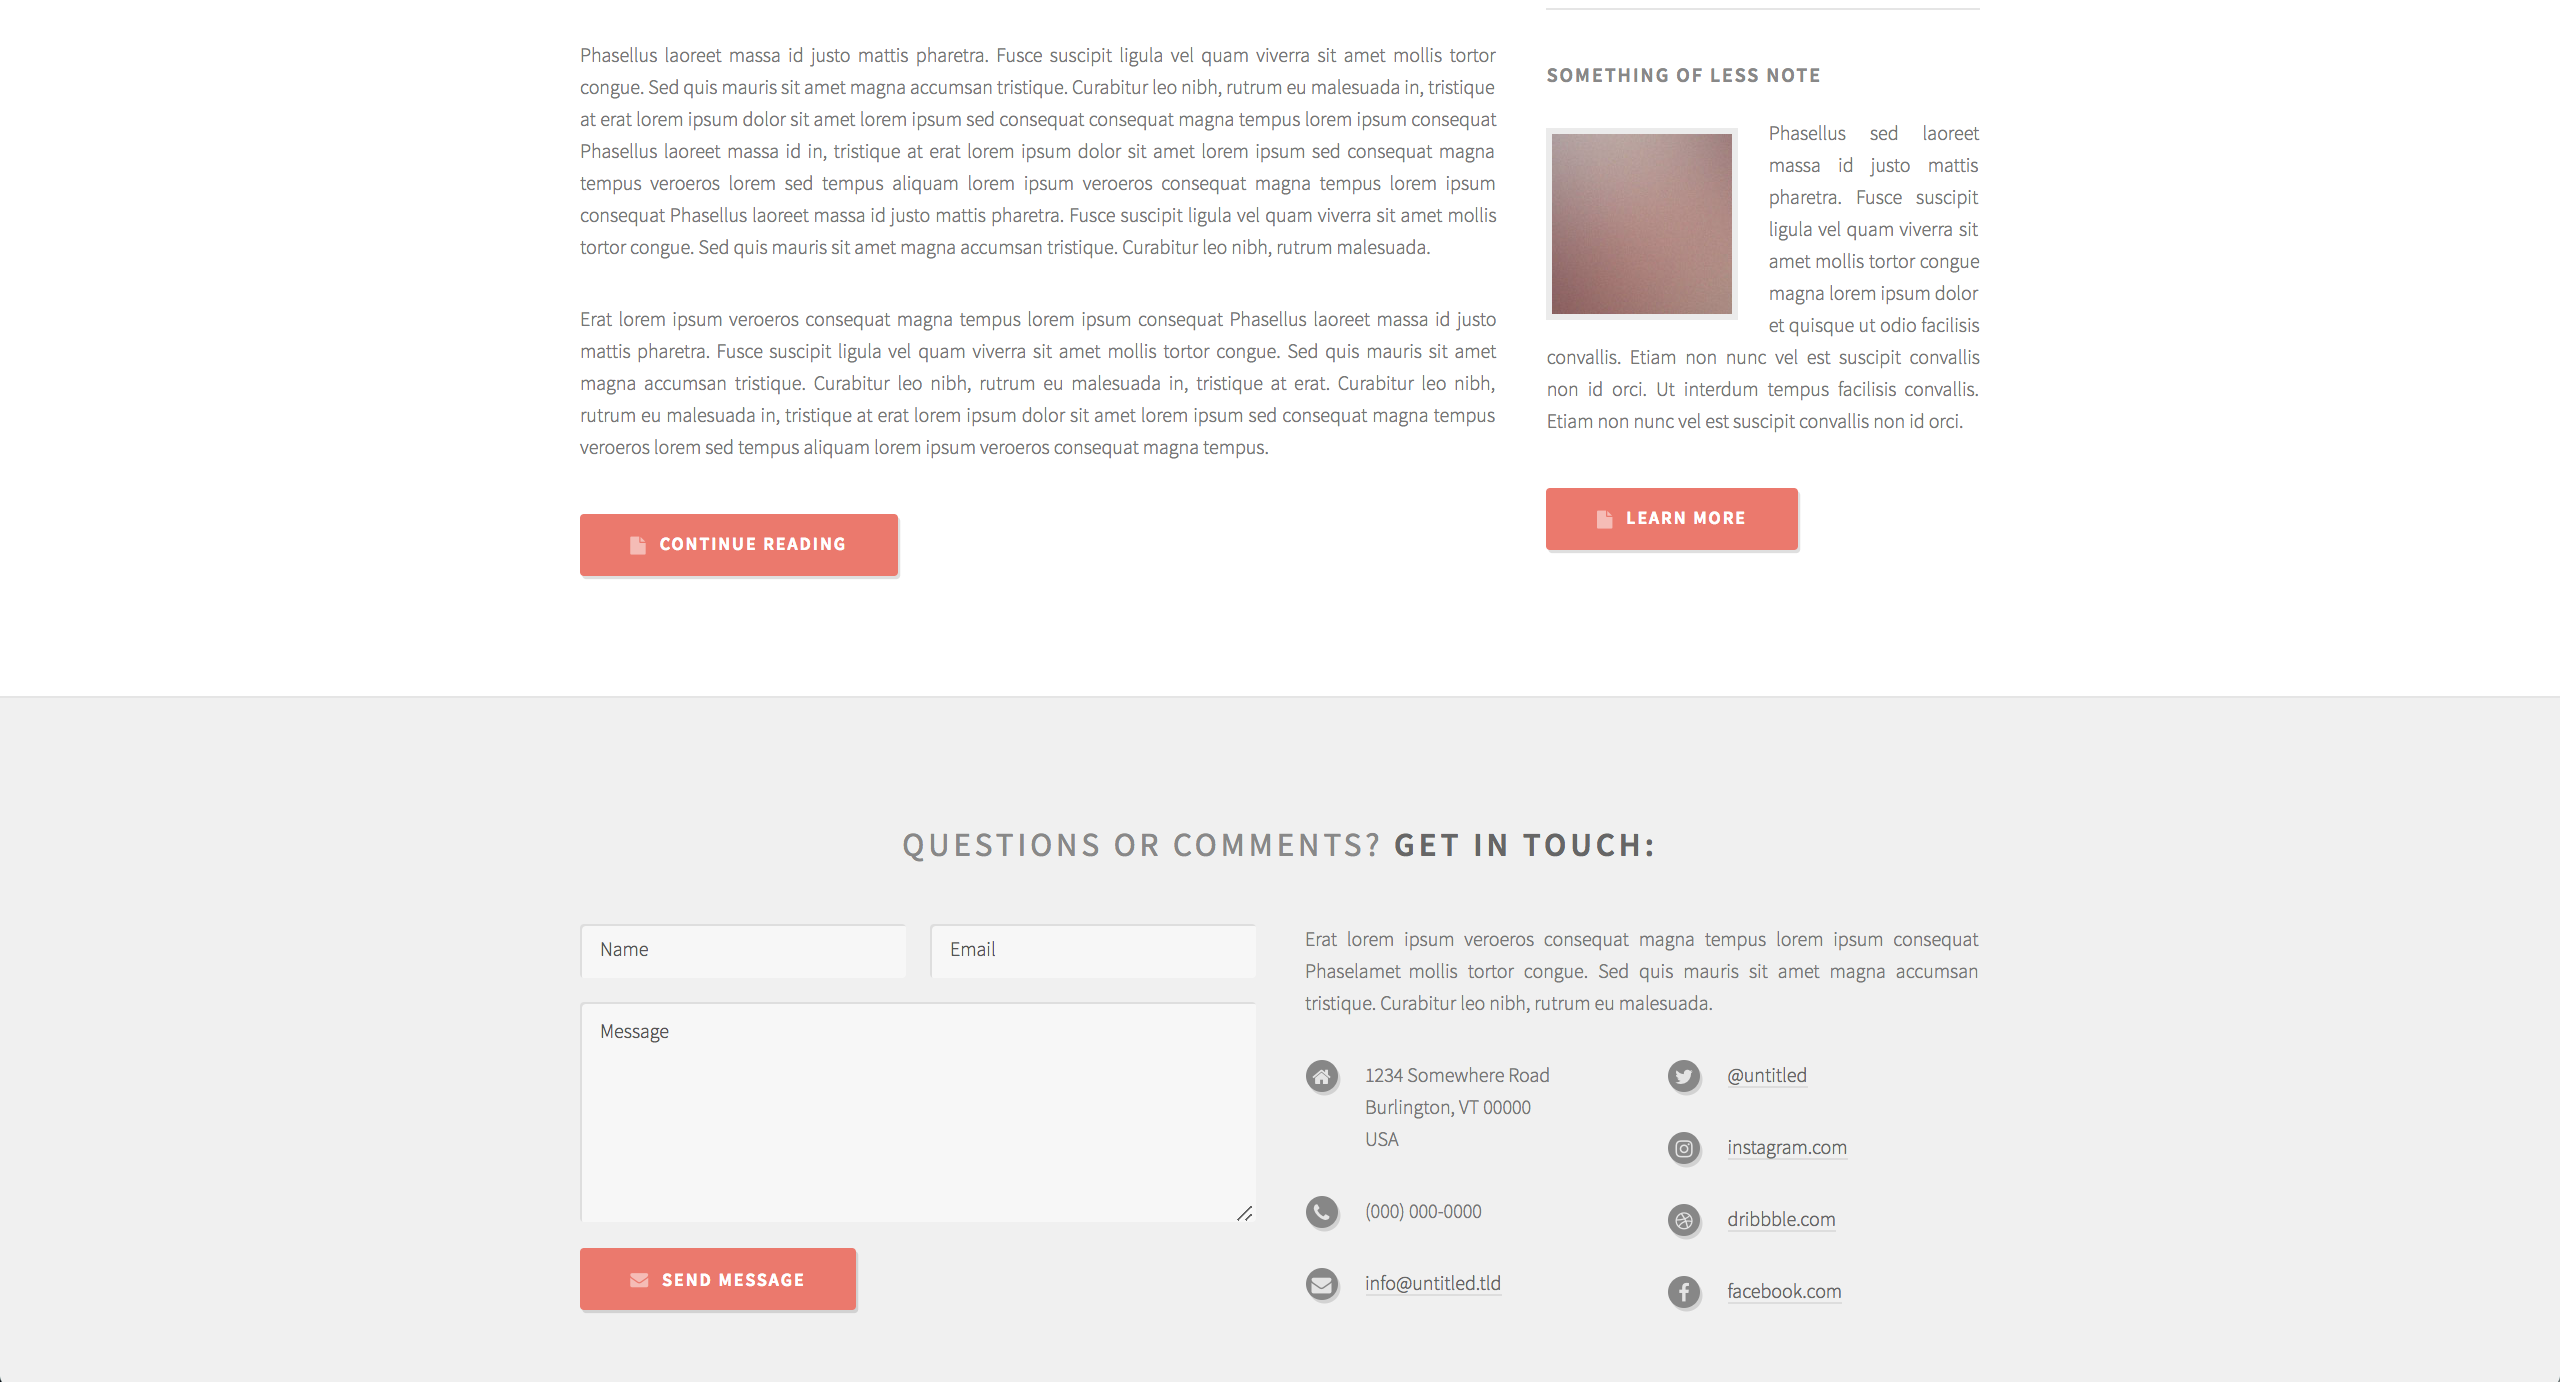 Phasellus laoreet massa id justo mattis pharetra. Fusce suscipit ligula vel quam viverra sit amet mollis tortor
congue. Sed quis mauris sit amet magna accumsan tristique. Curabitur leo nibh, rutrum eu malesuada in, tristique
at erat lorem ipsum dolor sit amet lorem ipsum sed consequat consequat magna tempus lorem ipsum consequat
Phasellus laoreet massa id in, tristique at erat lorem ipsum dolor sit amet lorem ipsum sed consequat magna
tempus veroeros lorem sed tempus aliquam lorem ipsum veroeros consequat magna tempus lorem ipsum
consequat Phasellus laoreet massa id justo mattis pharetra. Fusce suscipit ligula vel quam viverra sit amet mollis
tortor congue. Sed quis mauris sit amet magna accumsan tristique. Curabitur leo nibh, rutrum malesuada.
Erat lorem ipsum veroeros consequat magna tempus lorem ipsum consequat Phasellus laoreet massa id justo
mattis pharetra. Fusce suscipit ligula vel quam viverra sit amet mollis tortor congue. Sed quis mauris sit amet
magna accumsan tristique. Curabitur leo nibh, rutrum eu malesuada in, tristique at erat. Curabitur leo nibh,
rutrum eu malesuada in, tristique at erat lorem ipsum dolor sit amet lorem ipsum sed consequat magna tempus
veroeros lorem sed tempus aliquam lorem ipsum veroeros consequat magna tempus.
CONTINUE READING
SOMETHING OF LESS NOTE
Phasellus sed laoreet
massa id justo mattis
pharetra. Fusce suscipit
ligula vel quam viverra sit
amet mollis tortor congue
magna lorem ipsum dolor
et quisque ut odio facilisis
convallis. Etiam non nunc vel est suscipit convallis
non id orci. Ut interdum tempus facilisis convallis.
Etiam non nunc vel est suscipit convallis non id orci.
LEARN MORE
QUESTIONS OR COMMENTS? GET IN TOUCH:
Name
Email
Message
SEND MESSAGE
Erat lorem ipsum veroeros consequat magna tempus lorem ipsum consequat
Phaselamet mollis tortor congue. Sed quis mauris sit amet magna accumsan
tristique. Curabitur leo nibh, rutrum eu malesuada.
1234 Somewhere Road
Burlington, VT 00000
USA
(000) 000-0000
info@untitled.tld
@untitled
instagram.com
dribbble.com
facebook.com